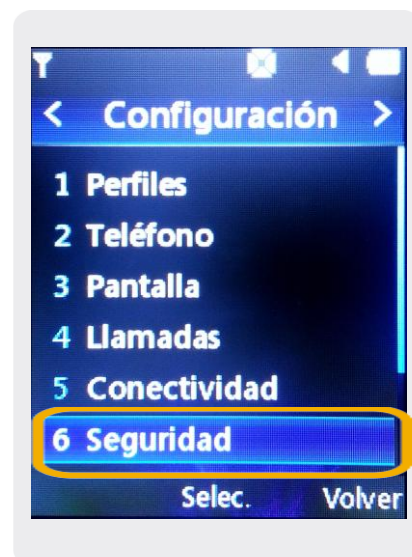 < Configuración >
1 Perfiles
2 Teléfono
3 Pantalla
4 Llamadas
5 Conectividad
6 Seguridad
Selec. Volver